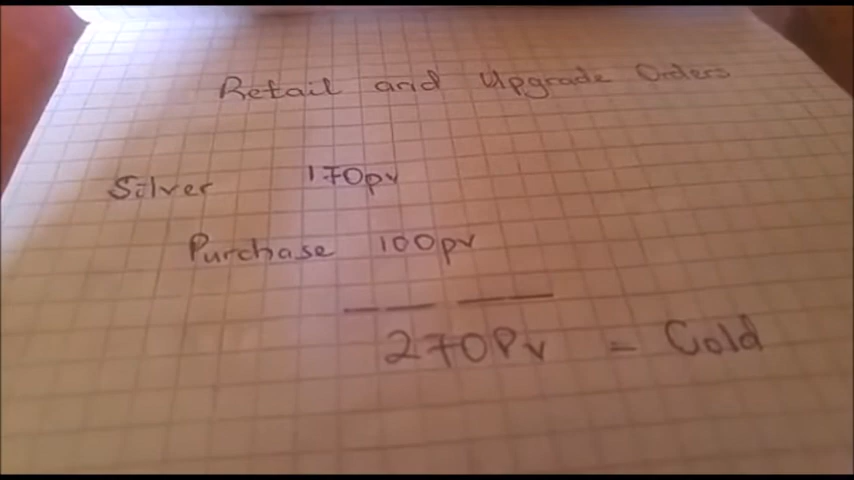 Retail and Upgrade Orders
Silver 170pv
Purchase 100pv
270Pv = Gold